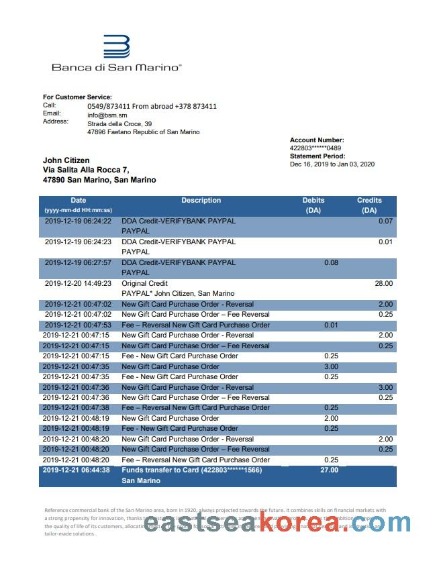 Banca di San Marino
For Customer Service:
Call: 0549/873411 From abroad +378 873411
Email: info@bsm.sm
Address: Strada della Croce, 39
47896 Faetano Republic of San Marino
Account Number:
422803******0489
Statement Period:
Dec 16, 2019 to Jan 03, 2020
John Citizen
Via Salita Alla Rocca 7,
47890 San Marino, San Marino
Date Description Debits Credits
(yyyy-mm-dd HH:mm:ss) (DA) (DA)
2019-12-19 06:24:22 DDA Credit-VERIFYBANK PAYPAL 0.07
PAYPAL
2019-12-19 06:24:23 DDA Credit-VERIFYBANK PAYPAL 0.01
PAYPAL
2019-12-19 06:27:57 DDA Credit-VERIFYBANK PAYPAL 0.08
PAYPAL
2019-12-20 14:49:23 Original Credit 28.00
PAYPAL* John Citizen, San Marino
2019-12-21 00:47:02 New Gift Card Purchase Order - Reversal 2.00
2019-12-21 00:47:02 New Gift Card Purchase Order – Fee Reversal 0.25
2019-12-21 00:47:53 Fee – Reversal New Gift Card Purchase Order 0.01
2019-12-21 00:47:15 New Gift Card Purchase Order - Reversal 2.00
2019-12-21 00:47:15 New Gift Card Purchase Order – Fee Reversal 0.25
2019-12-21 00:47:15 Fee - New Gift Card Purchase Order 0.25
2019-12-21 00:47:35 New Gift Card Purchase Order 3.00
2019-12-21 00:47:35 Fee - New Gift Card Purchase Order 0.25
2019-12-21 00:47:36 New Gift Card Purchase Order - Reversal 3.00
2019-12-21 00:47:36 New Gift Card Purchase Order – Fee Reversal 0.25
2019-12-21 00:47:38 Fee – Reversal New Gift Card Purchase Order 0.25
2019-12-21 00:48:19 New Gift Card Purchase Order 2.00
2019-12-21 00:48:19 Fee - New Gift Card Purchase Order 0.25
2019-12-21 00:48:20 New Gift Card Purchase Order - Reversal 2.00
2019-12-21 00:48:20 New Gift Card Purchase Order – Fee Reversal 0.25
2019-12-21 00:48:20 Fee – Reversal New Gift Card Purchase Order 0.25
2019-12-21 06:44:38 Funds transfer to Card (422803******1566) 27.00
San Marino
Reference commercial bank of the San Marino area, born in 1920, always projected towards the future. It combines skills on financial markets with
a strong propensity for innovation, thanks
the quality of life of its customers, allocat
tailor-made solutions.
eastseakorea.com